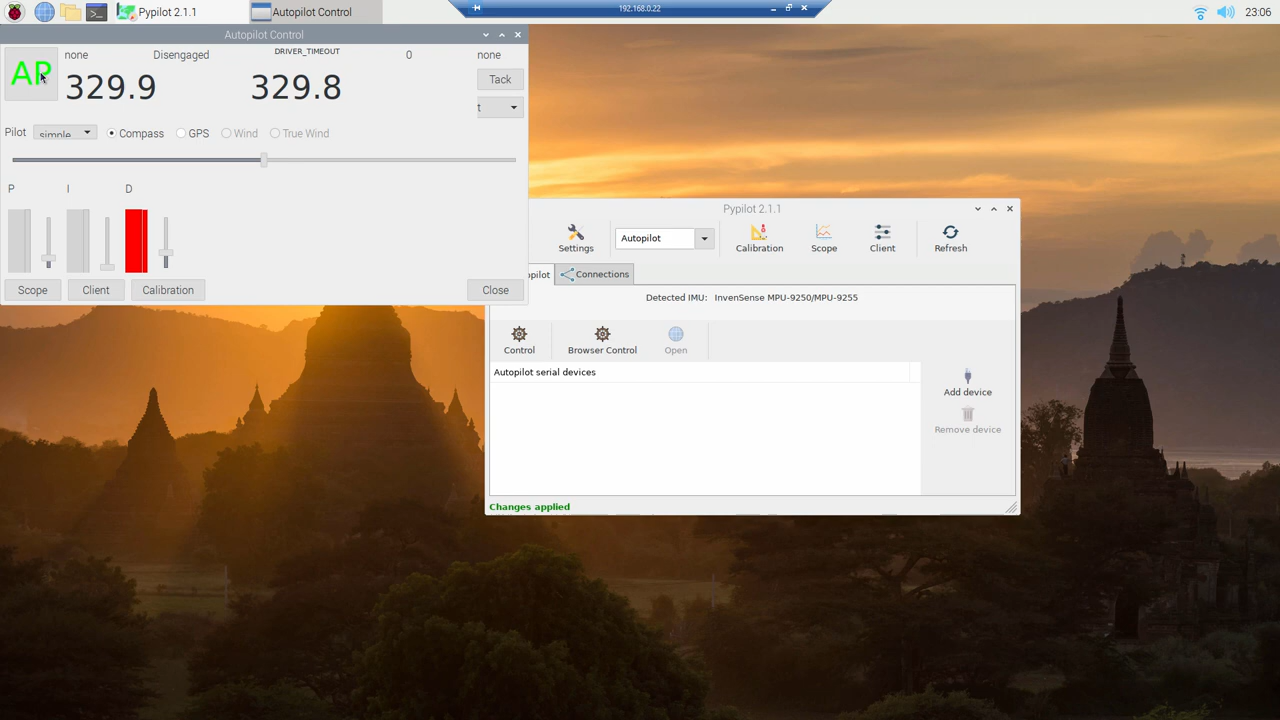 Pypilot 2.1.1
Autopilot Control
192.168.0.22
23:06
Autopilot Control
AP
none
Disengaged
DRIVER_TIMEOUT
0
none
329.9
329.8
Tack
t
Pilot
simple
Compass
GPS
Wind
True Wind
P
I
D
Scope
Client
Calibration
Close
Pypilot 2.1.1
Settings
Autopilot
Calibration
Scope
Client
Refresh
pilot
Connections
Detected IMU: InvenSense MPU-9250/MPU-9255
Control
Browser Control
Open
Autopilot serial devices
Add device
Remove device
Changes applied